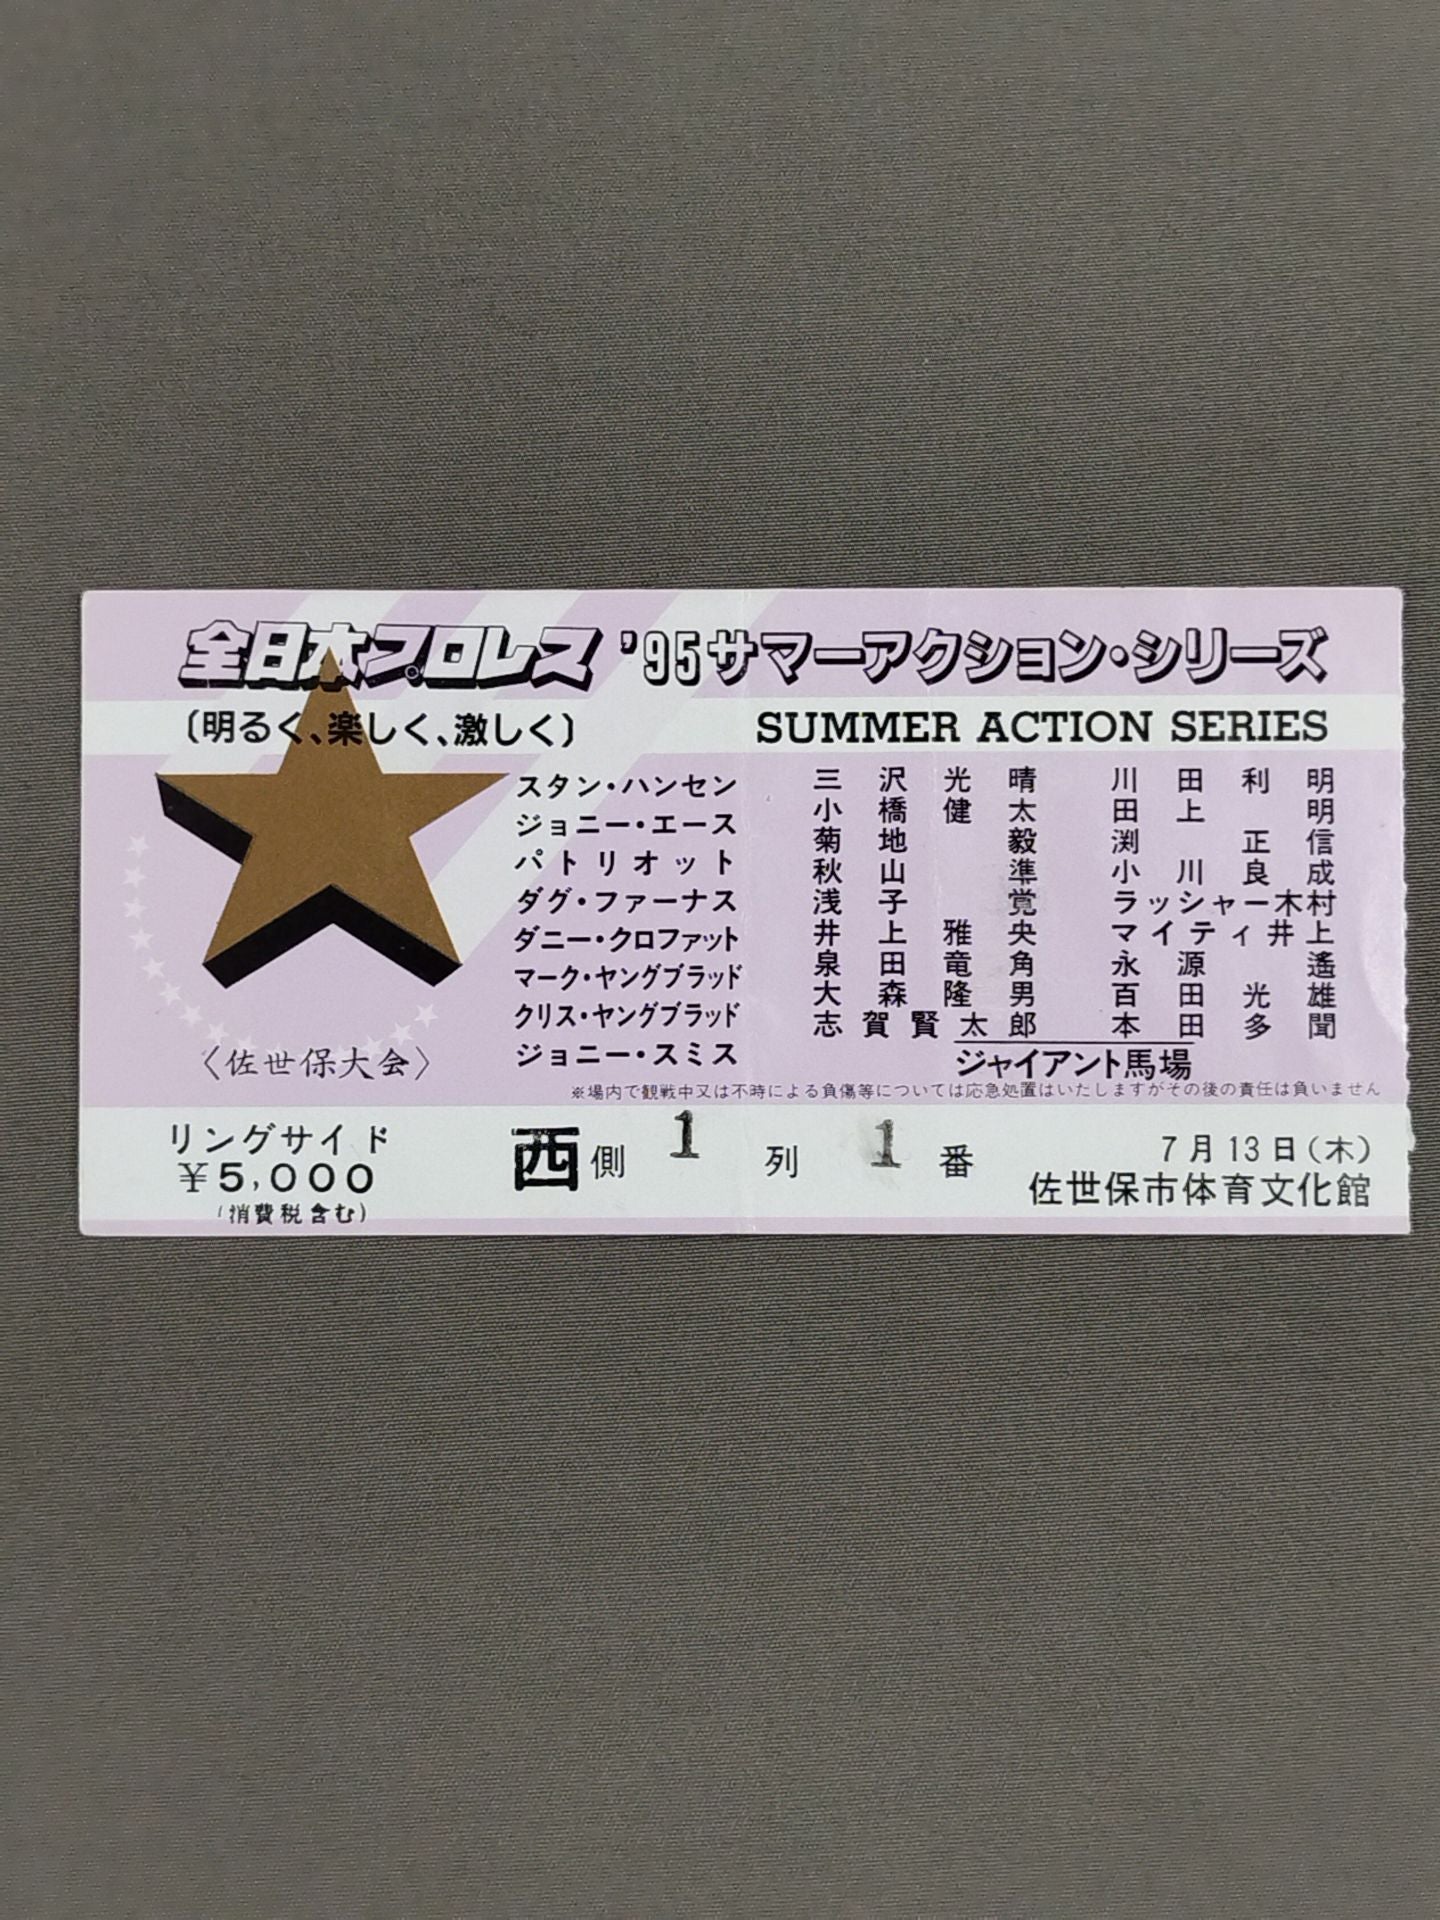 全日本プロレス '95サマーアクション・シリーズ
〔明るく、楽しく、激しく〕
SUMMER ACTION SERIES
スタン・ハンセン
ジョニー・エース
パトリオット
ダグ・ファーナス
ダニー・クロファット
マーク・ヤングブラッド
クリス・ヤングブラッド
ジョニー・スミス
三沢光晴 川田利明
小橋健太 田上明
菊地毅 渕正信
秋山準 小川良成
浅子覚 ラッシャー木村
井上雅央 マイティ井上
泉田竜角 永源遙
大森隆男 百田光雄
志賀賢太郎 本田多聞
ジャイアント馬場
〈佐世保大会〉
※場内で観戦中又は不時による負傷等については応急処置はいたしますがその後の責任は負いません
リングサイド
¥5,000
(消費税含む)
西側 1 列 1 番
7月13日(木)
佐世保市体育文化館